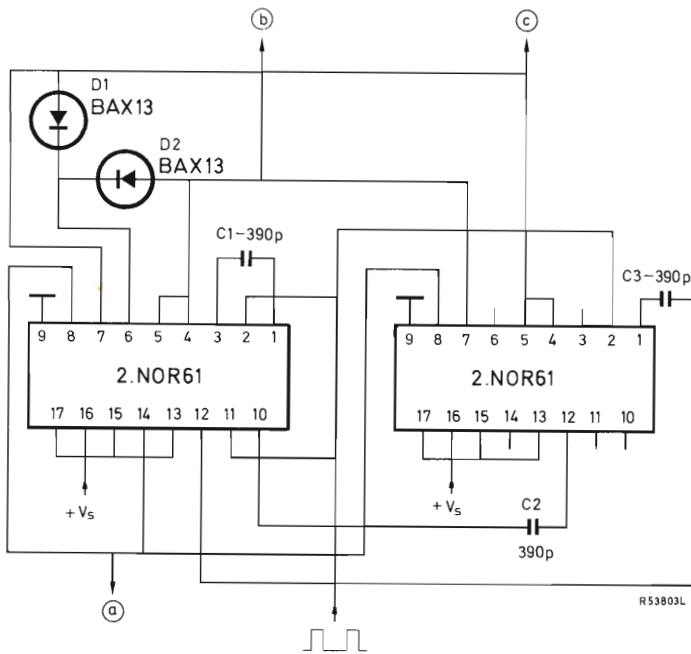 b
c
D1
BAX13
D2
BAX13
C1-390p
C3-390p
9 8 7 6 5 4 3 2 1
9 8 7 6 5 4 3 2 1
2.NOR61
2.NOR61
17 16 15 14 13 12 11 10
17 16 15 14 13 12 11 10
+Vs
+Vs
C2
390p
a
R53803L